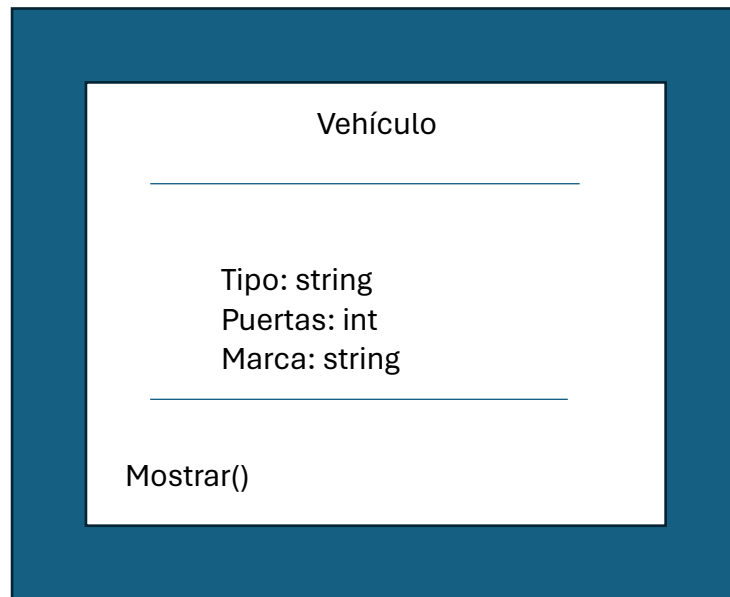 Vehículo
Tipo: string
Puertas: int
Marca: string
Mostrar()